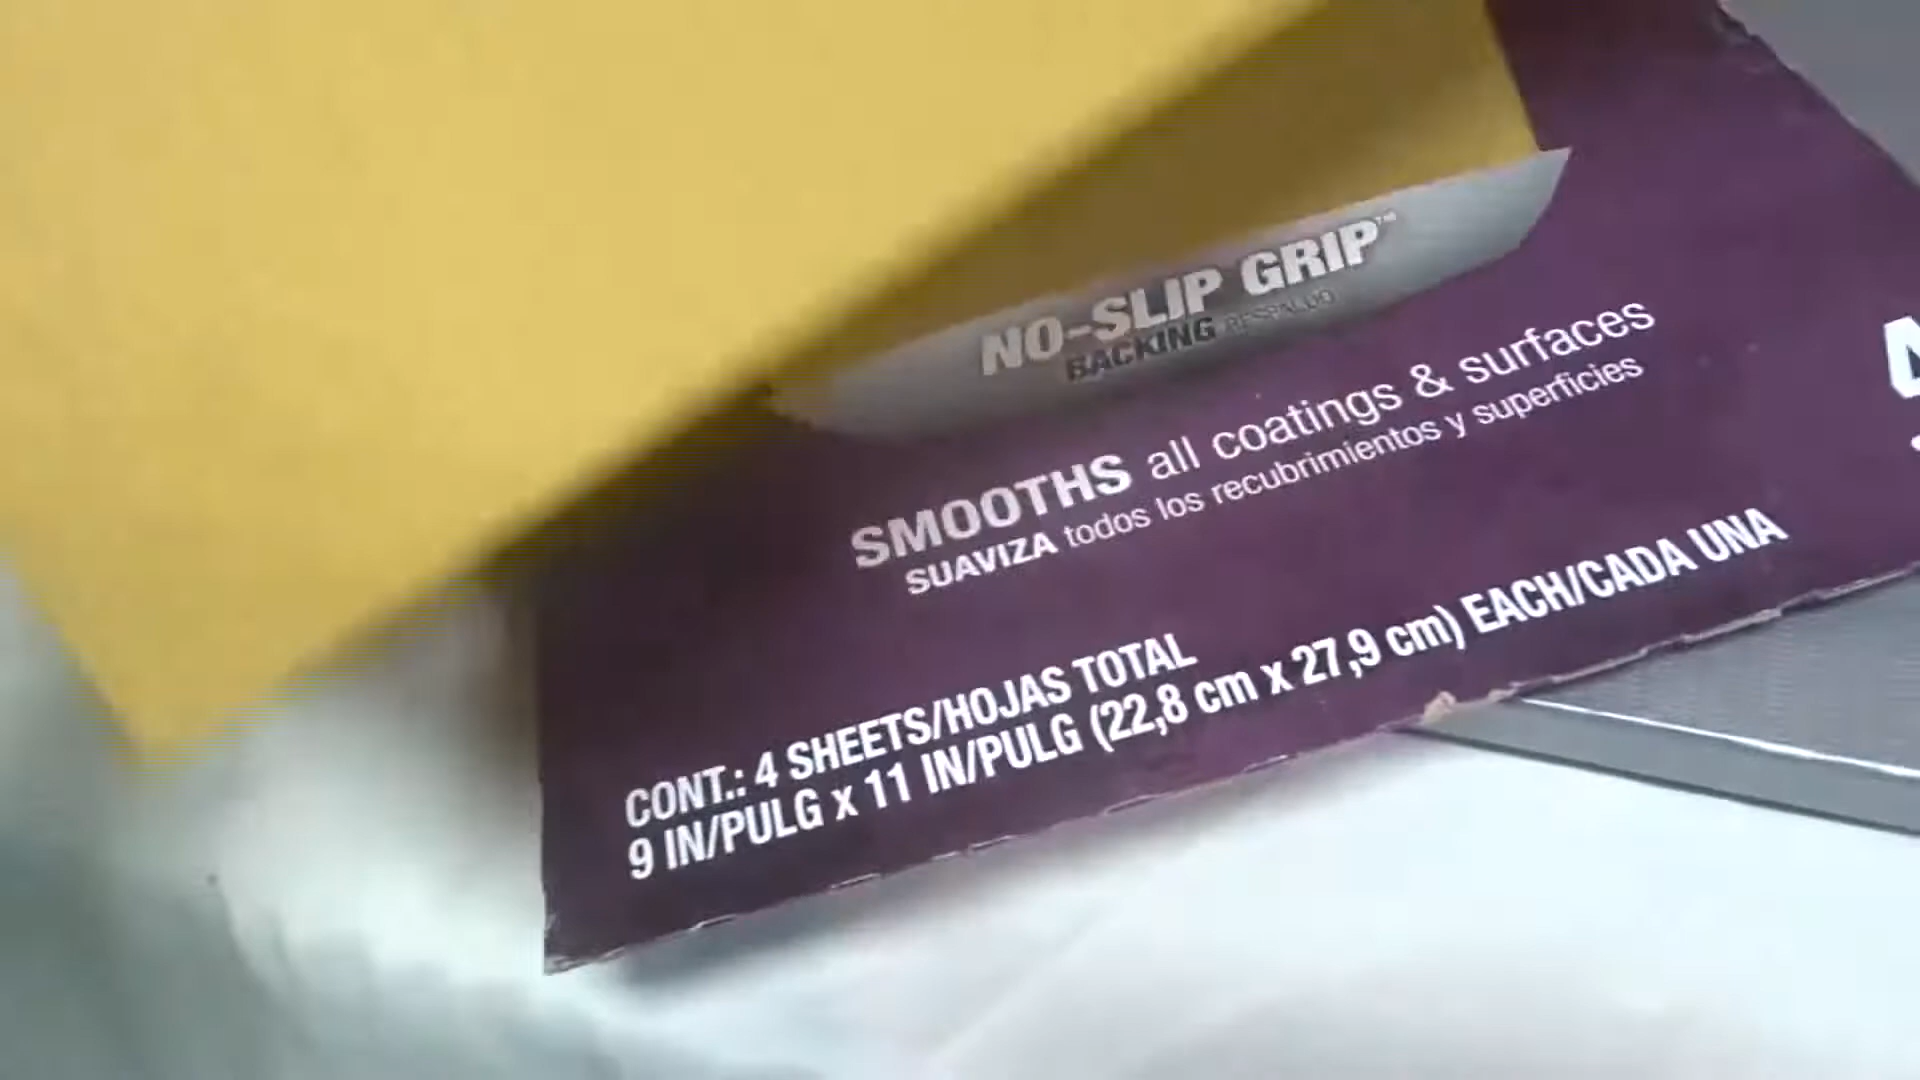 NO-SLIP GRIP™
BACKING RESPALDO
SMOOTHS all coatings & surfaces
SUAVIZA todos los recubrimientos y superficies
CONT.: 4 SHEETS/HOJAS TOTAL
9 IN/PULG x 11 IN/PULG (22,8 cm x 27,9 cm) EACH/CADA UNA